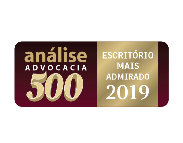 análise
ADVOCACIA
500
ESCRITÓRIO
MAIS
ADMIRADO
2019